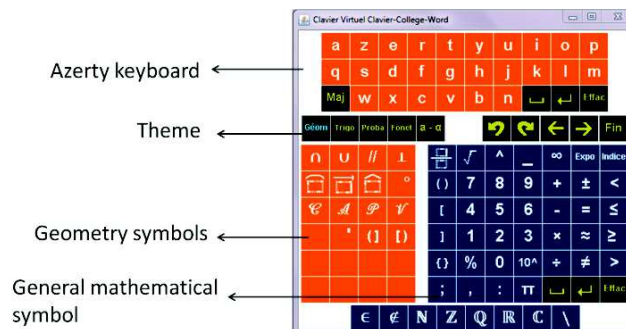 Clavier Virtuel Clavier-College-Word
a z e r t y u i o p
Azerty keyboard
q s d f g h j k l m
Maj w x c v b n ␣ ↵ Effac
Theme
Géom Trigo Proba Fonct a - α ↶ ↷ ← → Fin
∩ ∪ // ⊥ √ ^ _ ∞ Expo Indice
° ( ) 7 8 9 + ± <
𝒞 𝒜 𝒫 𝒱 [ 4 5 6 - = ≤
Geometry symbols
' (] [) ] 1 2 3 × ≈ ≥
{} % 0 10^ ÷ ≠ >
General mathematical
symbol
; , : π ␣ ↵ Effac
∈ ∉ ℕ ℤ ℚ ℝ ℂ \